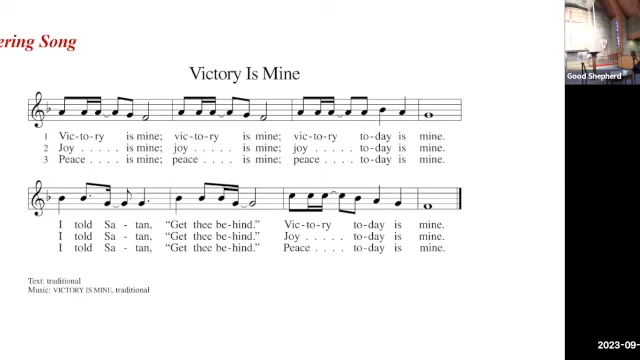 ering Song
Victory Is Mine
1 Vic-to-ry is mine; vic-to-ry is mine; vic-to-ry to-day is mine.
2 Joy . . . . . is mine; joy . . . . . is mine; joy . . . . . to-day is mine.
3 Peace . . . . is mine; peace . . . . is mine; peace . . . . to-day is mine.
I told Sa - tan, “Get thee be-hind.” Vic-to-ry to-day is mine.
I told Sa - tan, “Get thee be-hind.” Joy . . . . . to-day is mine.
I told Sa - tan, “Get thee be-hind.” Peace . . . . to-day is mine.
Text: traditional
Music: VICTORY IS MINE, traditional
Good Shepherd
2023-09-